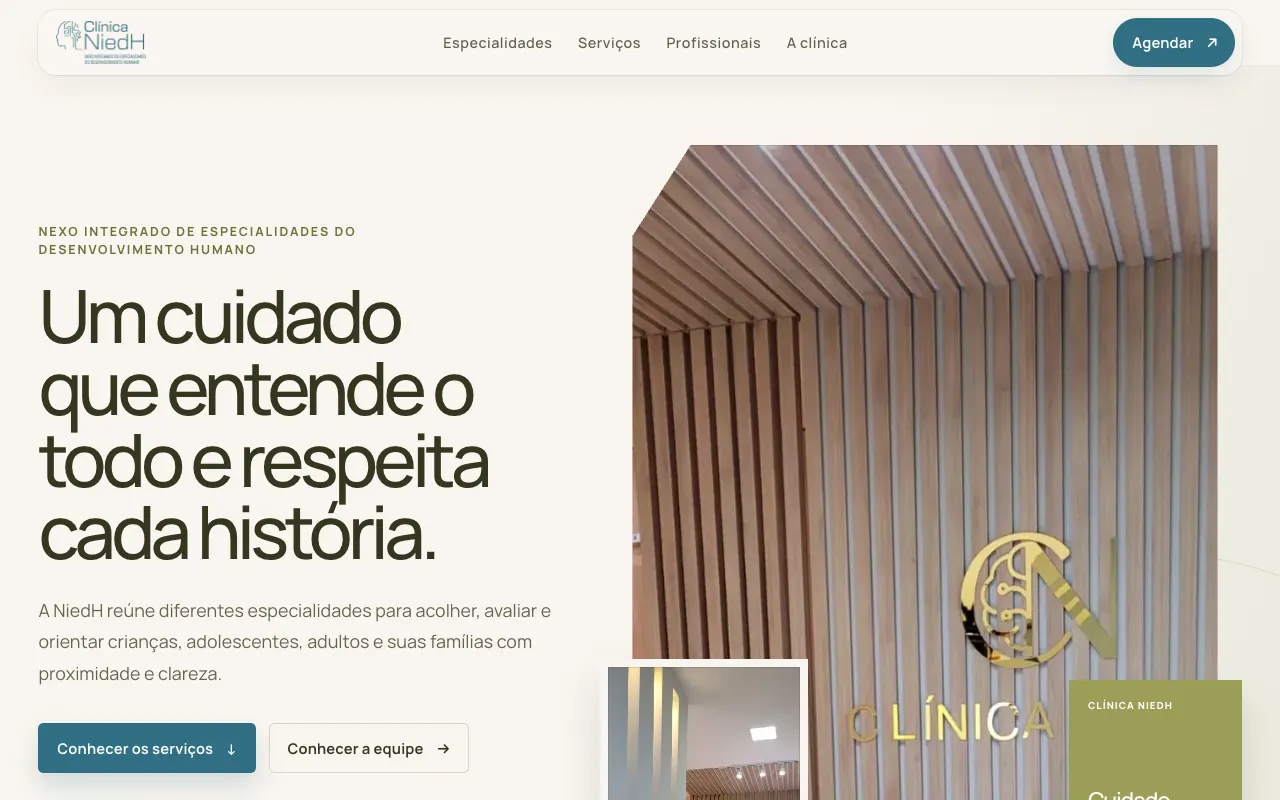 Clínica
NiedH
Especialidades
Serviços
Profissionais
A clínica
Agendar
NEXO INTEGRADO DE ESPECIALIDADES DO
DESENVOLVIMENTO HUMANO
Um cuidado
que entende o
todo e respeita
cada história.
A NiedH reúne diferentes especialidades para acolher, avaliar e
orientar crianças, adolescentes, adultos e suas famílias com
proximidade e clareza.
Conhecer os serviços
Conhecer a equipe
CN
CLÍNICA
CLÍNICA NIEDH
Cuidado